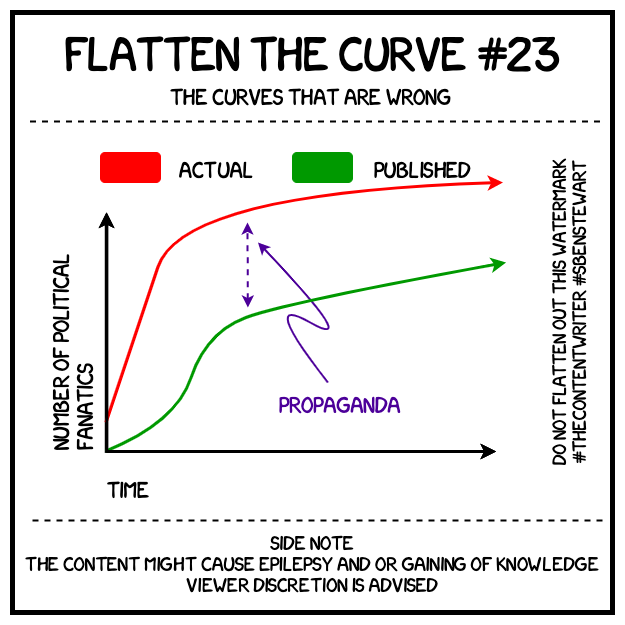 FLATTEN THE CURVE #23
THE CURVES THAT ARE WRONG
ACTUAL
PUBLISHED
NUMBER OF POLITICAL
FANATICS
PROPAGANDA
TIME
DO NOT FLATTEN OUT THIS WATERMARK
#THECONTENTWRITER #SBENSTEWART
SIDE NOTE
THE CONTENT MIGHT CAUSE EPILEPSY AND OR GAINING OF KNOWLEDGE
VIEWER DISCRETION IS ADVISED